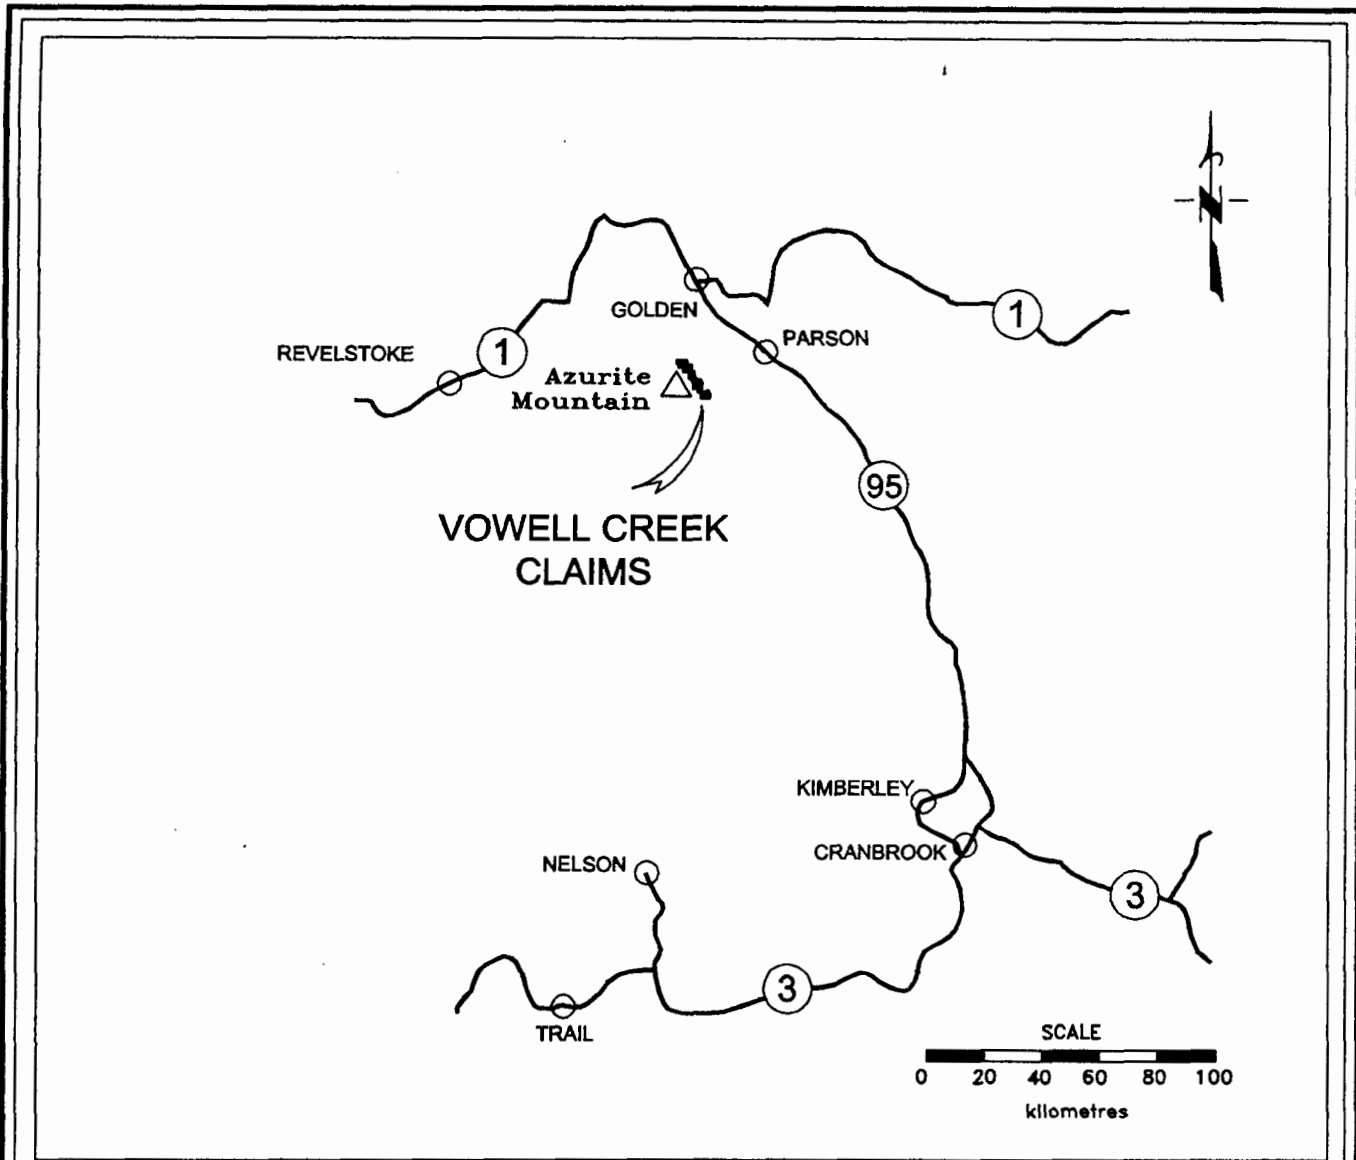 N
GOLDEN
1
PARSON
REVELSTOKE
1
Azurite
Mountain
95
VOWELL CREEK
CLAIMS
KIMBERLEY
CRANBROOK
NELSON
3
3
TRAIL
SCALE
0 20 40 60 80 100
kilometres